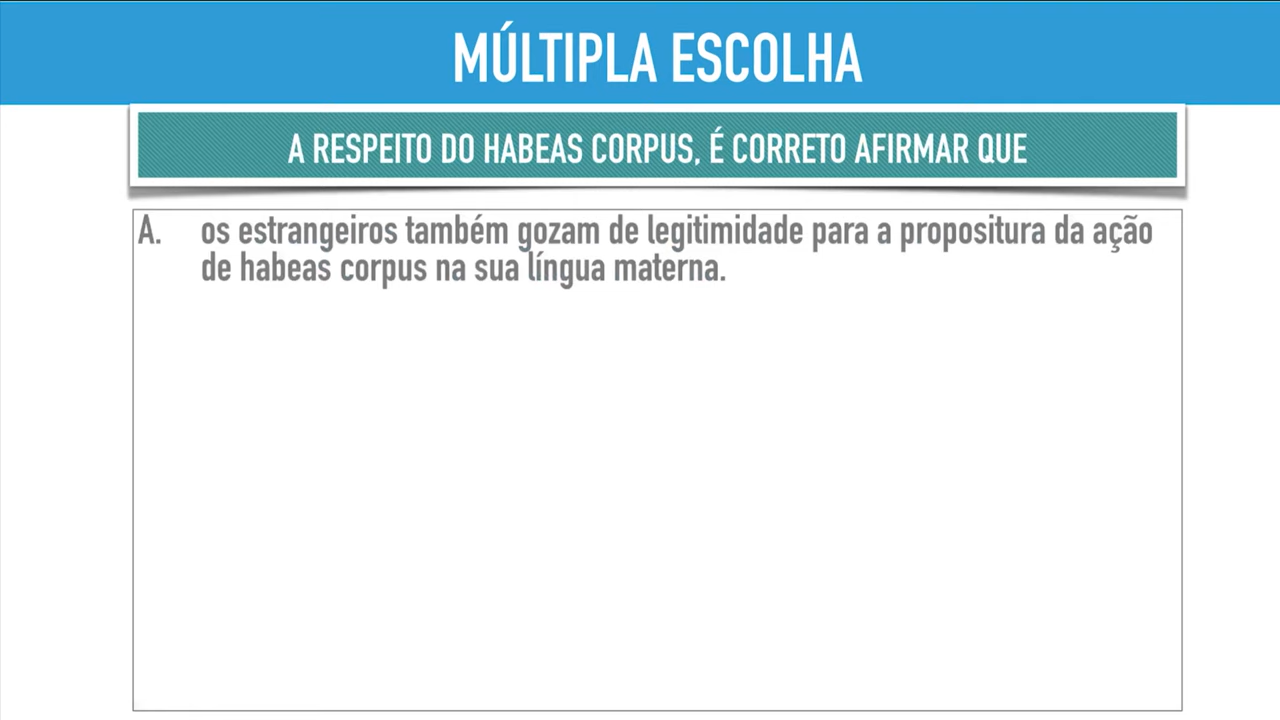 MÚLTIPLA ESCOLHA
A RESPEITO DO HABEAS CORPUS, É CORRETO AFIRMAR QUE
A. os estrangeiros também gozam de legitimidade para a propositura da ação
de habeas corpus na sua língua materna.